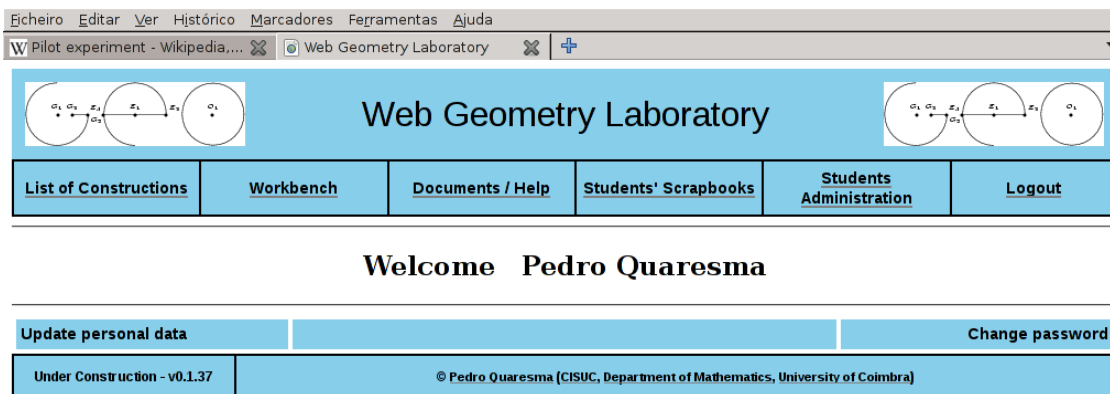 Ficheiro Editar Ver Histórico Marcadores Ferramentas Ajuda
W Pilot experiment - Wikipedia,... Web Geometry Laboratory
Web Geometry Laboratory
List of Constructions Workbench Documents / Help Students' Scrapbooks Students Administration Logout
Welcome Pedro Quaresma
Update personal data Change password
Under Construction - v0.1.37 © Pedro Quaresma (CISUC, Department of Mathematics, University of Coimbra)